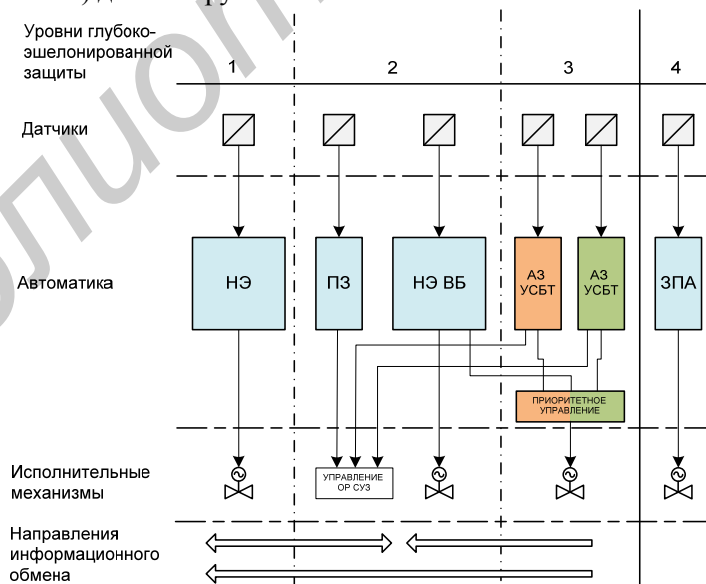 Уровни глубоко-
эшелонированной
защиты
1
2
3
4
Датчики
Автоматика
НЭ
ПЗ
НЭ ВБ
АЗ
УСБТ
АЗ
УСБТ
ЗПА
ПРИОРИТЕТНОЕ
УПРАВЛЕНИЕ
Исполнительные
механизмы
УПРАВЛЕНИЕ
ОР СУЗ
Направления
информационного
обмена